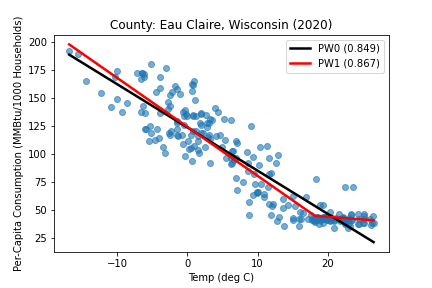 County: Eau Claire, Wisconsin (2020)
Per-Capita Consumption (MMBtu/1000 Households)
200
175
150
125
100
75
50
25
PW0 (0.849)
PW1 (0.867)
−10
0
10
20
Temp (deg C)